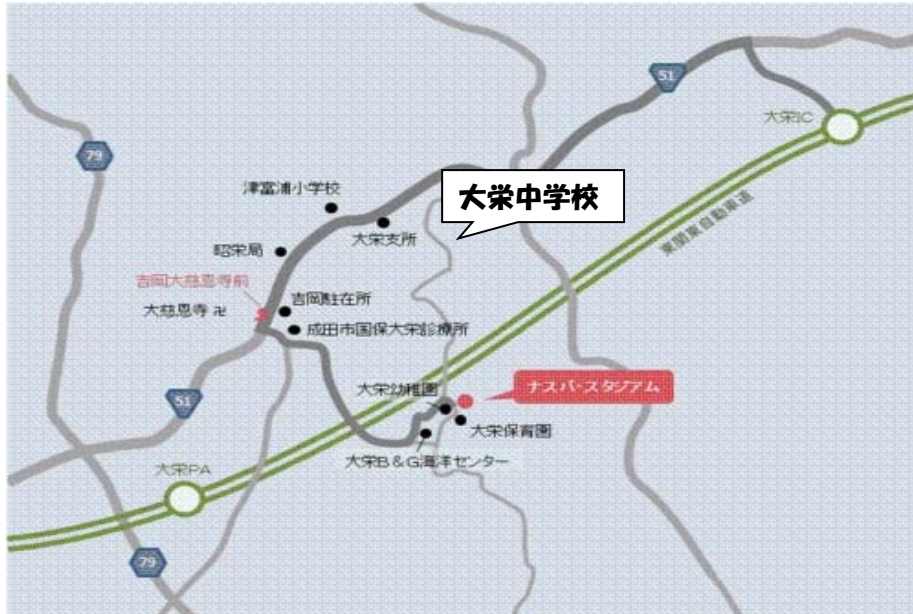 51
大栄IC
79
津富浦小学校
大栄中学校
大栄支所
東関東自動車道
昭栄局
吉岡大慈恩寺前
大慈恩寺 卍
吉岡駐在所
成田市国保大栄診療所
大栄幼稚園
ナスパ・スタジアム
51
大栄保育園
大栄B&G海洋センター
大栄PA
79